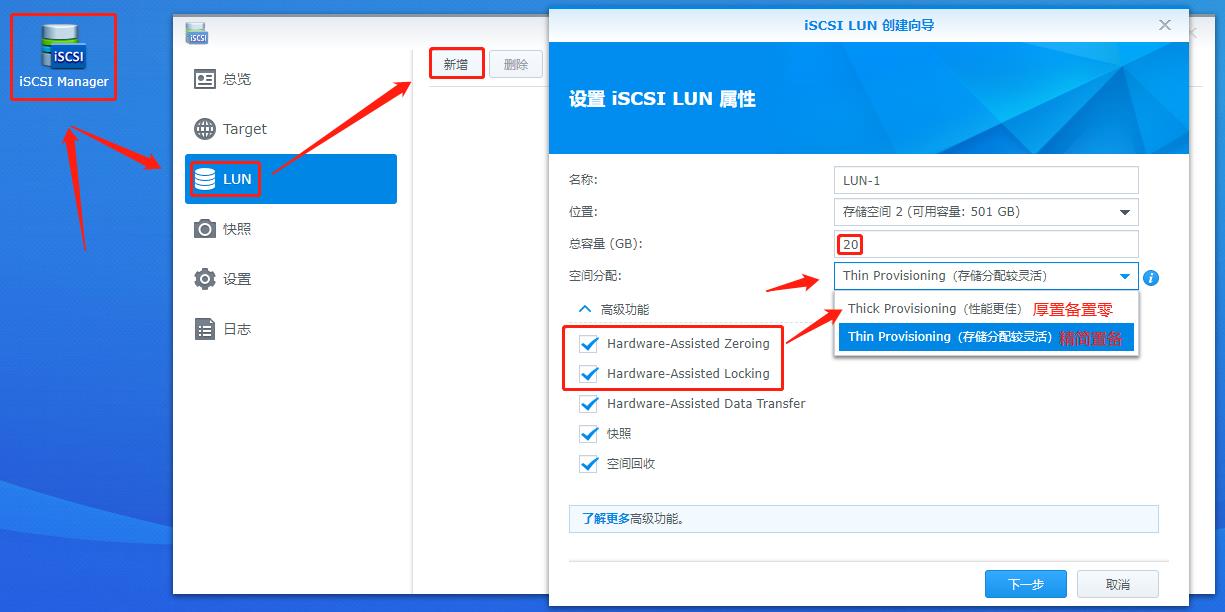 iSCSI
iSCSI Manager
iSCSI
总览
Target
LUN
快照
设置
日志
新增
删除
iSCSI LUN 创建向导
设置 iSCSI LUN 属性
名称:
LUN-1
位置:
存储空间 2 (可用容量: 501 GB)
总容量 (GB):
20
空间分配:
Thin Provisioning（存储分配较灵活）
Thick Provisioning（性能更佳） 厚置备置零
Thin Provisioning（存储分配较灵活） 精简置备
高级功能
Hardware-Assisted Zeroing
Hardware-Assisted Locking
Hardware-Assisted Data Transfer
快照
空间回收
了解更多高级功能。
下一步
取消